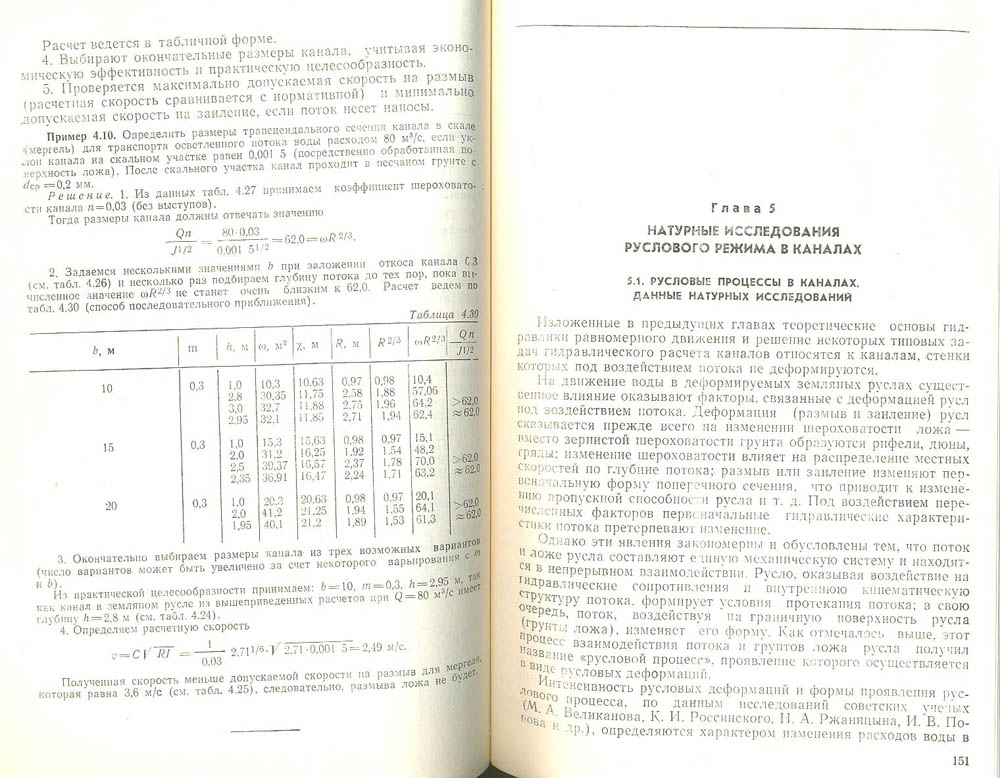 Расчет ведется в табличной форме.
4. Выбирают окончательные размеры канала, учитывая эконо-
мическую эффективность и практическую целесообразность.
5. Проверяется максимально допускаемая скорость на размыв
(расчетная скорость сравнивается с нормативной) и минимально
допускаемая скорость на заиление, если поток несет наносы.
Пример 4.10. Определить размеры трапецеидального сечения канала в скале
(мергель) для транспорта осветленного потока воды расходом 80 м³/с, если ук-
лон канала на скальном участке равен 0,001 5 (посредственно обработанная по-
верхность ложа). После скального участка канал проходит в песчаном грунте с
dср=0,2 мм.
Решение. 1. Из данных табл. 4.27 принимаем коэффициент шероховато-
сти канала n=0,03 (без выступов).
Тогда размеры канала должны отвечать значению
Qn / J1/2 = 80·0,03 / 0,001 51/2 = 62,0 = ωR2/3.
2. Задаемся несколькими значениями b при заложении откоса канала 0,3
(см. табл. 4.26) и несколько раз подбираем глубину потока до тех пор, пока вы-
численное значение ωR2/3 не станет очень близким к 62,0. Расчет ведем по
табл. 4.30 (способ последовательного приближения).
Таблица 4.30
b, м m h, м ω, м² χ, м R, м R2/3 ωR2/3 Qn / J1/2
10 0,3 1,0 10,3 10,63 0,97 0,98 10,4
2,8 30,35 11,75 2,58 1,88 57,06
3,0 32,7 11,88 2,75 1,96 64,2 >62,0
2,95 32,1 11,85 2,71 1,94 62,4 ≈62,0
15 0,3 1,0 15,3 15,63 0,98 0,97 15,1
2,0 31,2 16,25 1,92 1,54 48,2
2,5 39,37 16,57 2,37 1,78 70,0 >62,0
2,35 36,91 16,47 2,24 1,71 63,2 ≈62,0
20 0,3 1,0 20,3 20,63 0,98 0,97 20,1
2,0 41,2 21,25 1,94 1,55 64,1 >62,0
1,95 40,1 21,2 1,89 1,53 61,3 ≈62,0
3. Окончательно выбираем размеры канала из трех возможных вариантов
(число вариантов может быть увеличено за счет некоторого варьирования с m
и b).
Из практической целесообразности принимаем: b=10, m=0,3, h=2,95 м, так
как канал в земляном русле из вышеприведенных расчетов при Q=80 м³/с имеет
глубину h=2,8 м (см. табл. 4.24).
4. Определяем расчетную скорость
v=C√RI = 1 / 0,03 2,711/6·√2,71·0,001 5=2,49 м/с.
Полученная скорость меньше допускаемой скорости на размыв для мергеля,
которая равна 3,6 м/с (см. табл. 4.25), следовательно, размыва ложа не будет.
Глава 5
НАТУРНЫЕ ИССЛЕДОВАНИЯ
РУСЛОВОГО РЕЖИМА В КАНАЛАХ
5.1. РУСЛОВЫЕ ПРОЦЕССЫ В КАНАЛАХ.
ДАННЫЕ НАТУРНЫХ ИССЛЕДОВАНИЙ
Изложенные в предыдущих главах теоретические основы гид-
равлики равномерного движения и решение некоторых типовых за-
дач гидравлического расчета каналов относятся к каналам, стенки
которых под воздействием потока не деформируются.
На движение воды в деформируемых земляных руслах сущест-
венное влияние оказывают факторы, связанные с деформацией русл
под воздействием потока. Деформация (размыв и заиление) русл
сказывается прежде всего на изменении шероховатости ложа —
вместо зернистой шероховатости грунта образуются рифели, дюны,
гряды; изменение шероховатости влияет на распределение местных
скоростей по глубине потока; размыв или заиление изменяют пер-
воначальную форму поперечного сечения, что приводит к измене-
нию пропускной способности русла и т. д. Под воздействием пере-
численных факторов первоначальные гидравлические характери-
стики потока претерпевают изменение.
Однако эти явления закономерны и обусловлены тем, что поток
и ложе русла составляют единую механическую систему и находят-
ся в непрерывном взаимодействии. Русло, оказывая воздействие на
гидравлические сопротивления и внутреннюю кинематическую
структуру потока, формирует условия протекания потока; в свою
очередь, поток, воздействуя на граничную поверхность русла
(грунты ложа), изменяет его форму. Как отмечалось выше, этот
процесс взаимодействия потока и грунтов ложа русла получил
название «русловой процесс», проявление которого осуществляется
в виде русловых деформаций.
Интенсивность русловых деформаций и формы проявления рус-
лового процесса, по данным исследований советских ученых
(М. А. Великанова, К. И. Россинского, Н. А. Ржаницына, И. В. По-
пова и др.), определяются характером изменения расходов воды в
151